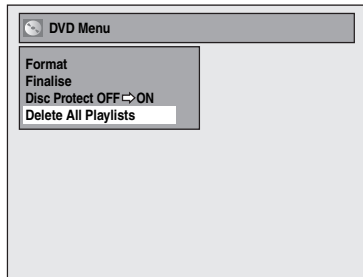 DVD Menu
Format
Finalise
Disc Protect OFF⇨ON
Delete All Playlists